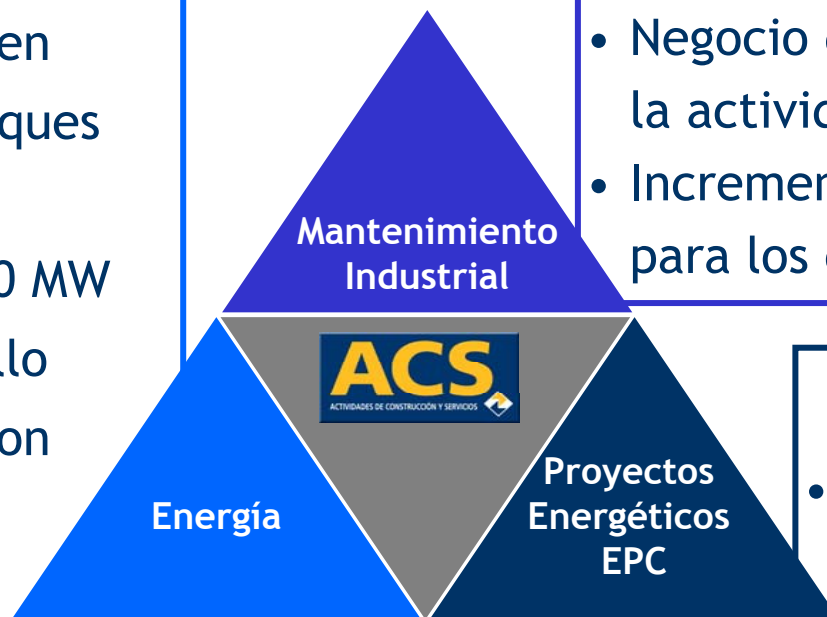 en
ques
0 MW
llo
on
• Negocio
la activid
• Incremen
para los
Mantenimiento
Industrial
ACS
ACTIVIDADES DE CONSTRUCCIÓN Y SERVICIOS
Energía
Proyectos
Energéticos
EPC
•